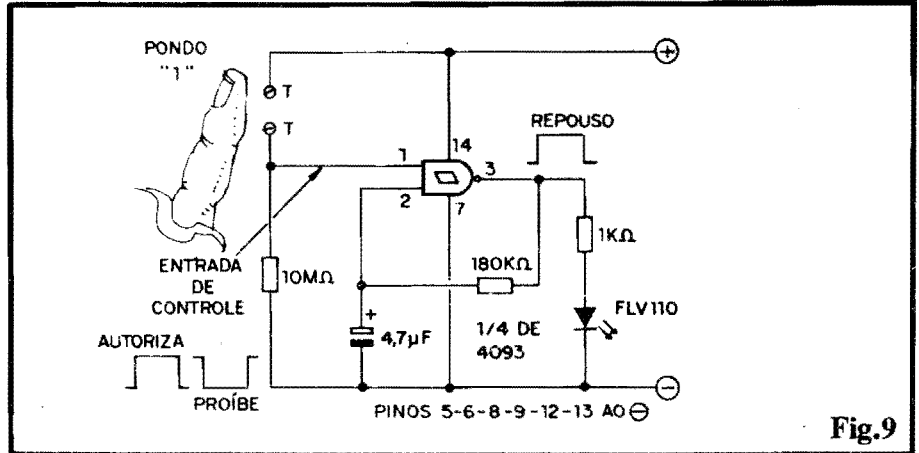 PONDO
"1"
T
T
+
14
REPOUSO
1
3
2
7
1KΩ
ENTRADA
DE
CONTROLE
10MΩ
180KΩ
+
4,7µF
1/4 DE
4093
FLV110
AUTORIZA
PROÍBE
PINOS 5-6-8-9-12-13 AO ⊖
−
Fig.9